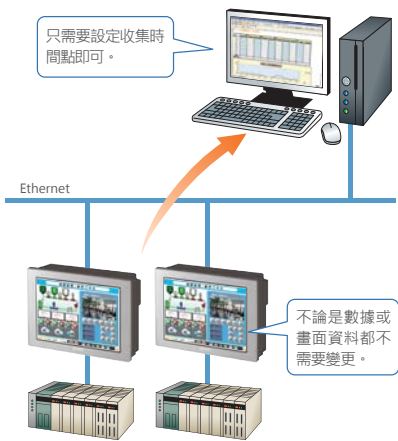 只需要設定收集時
間點即可。
Ethernet
不論是數據或
畫面資料都不
需要變更。